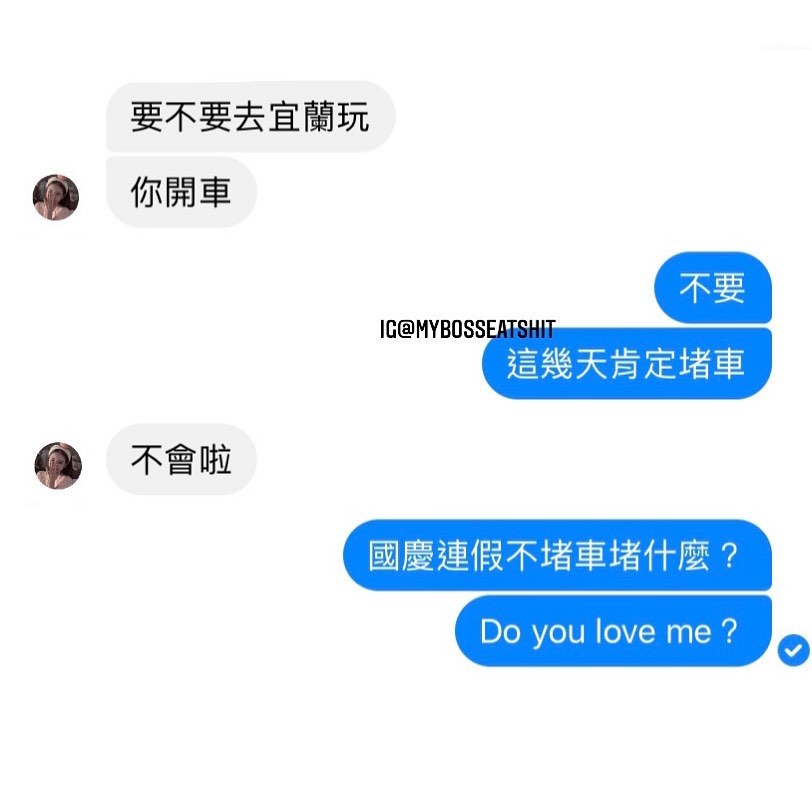 要不要去宜蘭玩
你開車
不要
IG@MYBOSSEATSHIT
這幾天肯定堵車
不會啦
國慶連假不堵車堵什麼？
Do you love me？